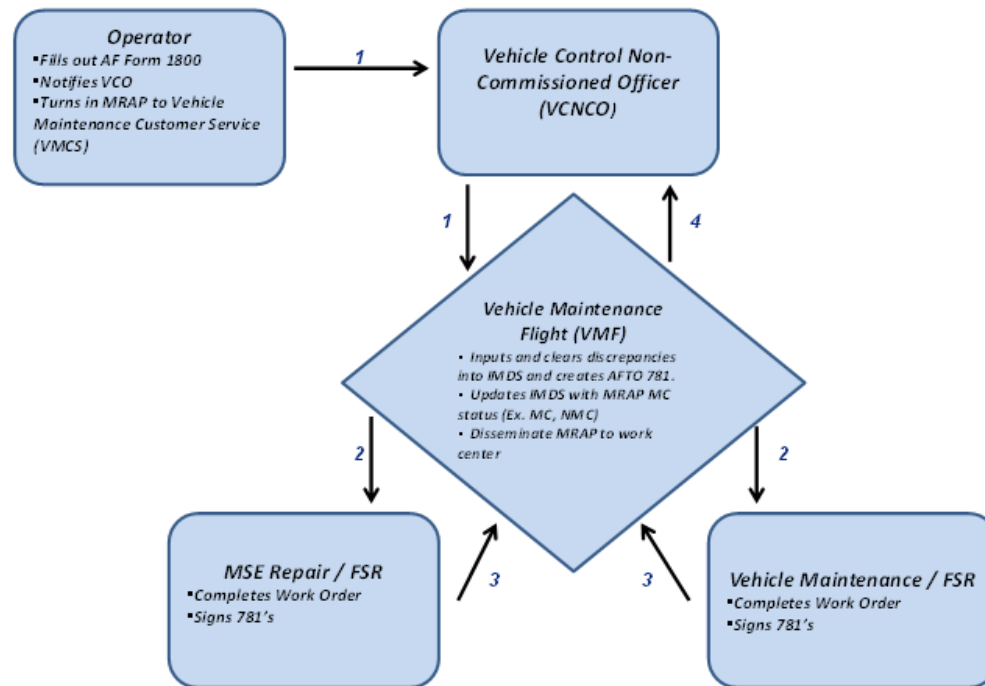 Operator
▪Fills out AF Form 1800
▪Notifies VCO
▪Turns in MRAP to Vehicle
Maintenance Customer Service
(VMCS)
1
Vehicle Control Non-
Commissioned Officer
(VCNCO)
1
4
Vehicle Maintenance
Flight (VMF)
• Inputs and clears discrepancies
into IMDS and creates AFTO 781.
• Updates IMDS with MRAP MC
status (Ex. MC, NMC)
• Disseminate MRAP to work
center
2
2
MSE Repair / FSR
▪Completes Work Order
▪Signs 781's
3
3
Vehicle Maintenance / FSR
▪Completes Work Order
▪Signs 781's